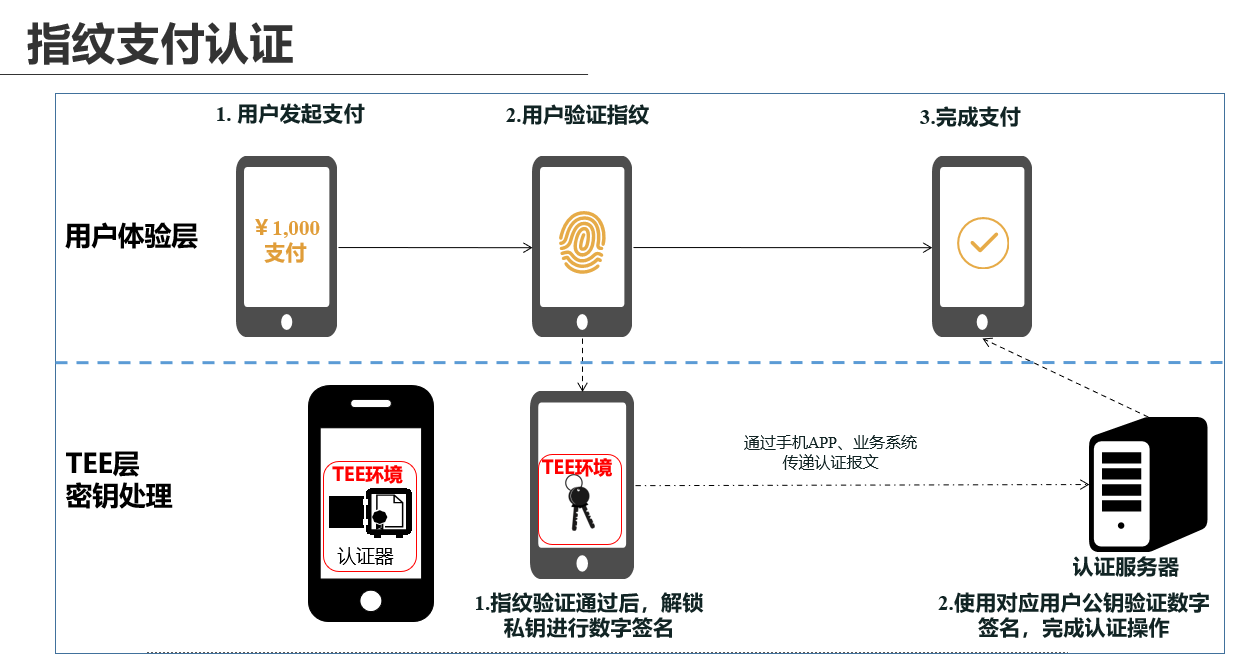 指纹支付认证
1. 用户发起支付
2.用户验证指纹
3.完成支付
用户体验层
￥1,000
支付
TEE层
密钥处理
TEE环境
认证器
TEE环境
通过手机APP、业务系统
传递认证报文
认证服务器
1.指纹验证通过后，解锁
私钥进行数字签名
2.使用对应用户公钥验证数字
签名，完成认证操作